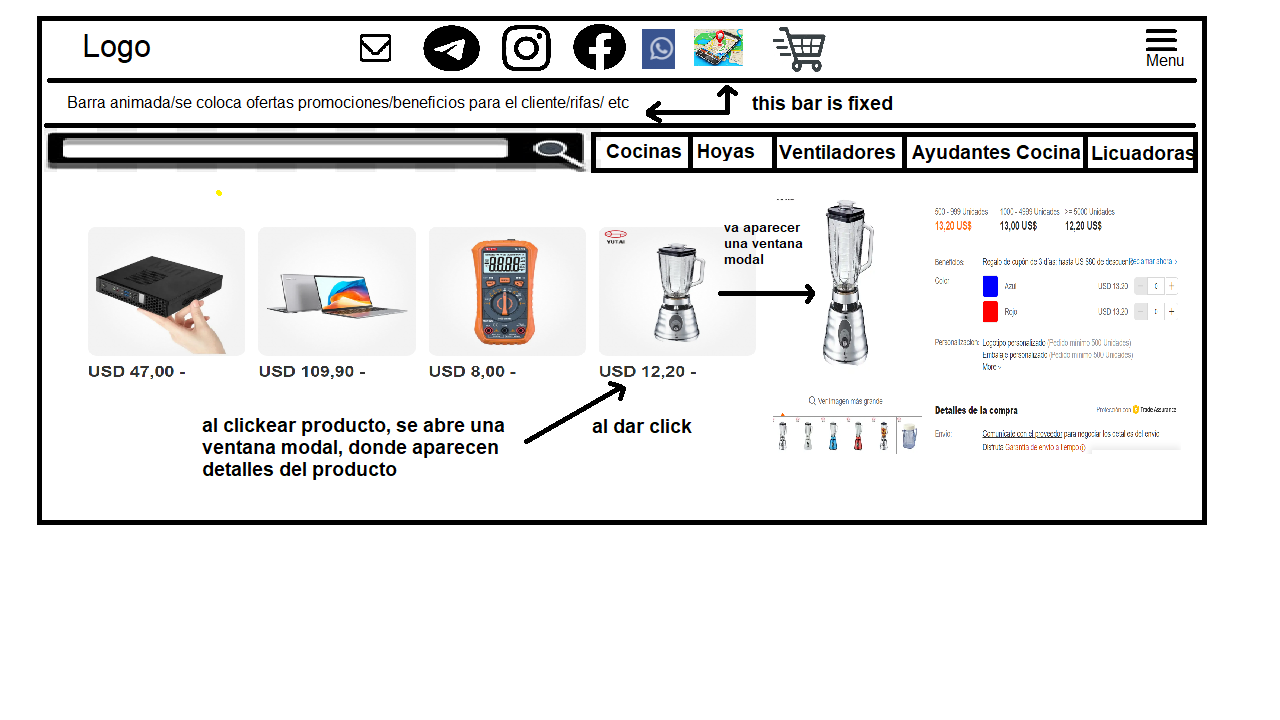 Logo
Menu
Barra animada/se coloca ofertas promociones/beneficios para el cliente/rifas/ etc
this bar is fixed
Cocinas
Hoyas
Ventiladores
Ayudantes Cocina
Licuadoras
YUTAI
va aparecer
una ventana
modal
USD 47,00 -
USD 109,90 -
USD 8,00 -
USD 12,20 -
al clickear producto, se abre una
ventana modal, donde aparecen
detalles del producto
al dar click
Ver imagen más grande
500 - 999 Unidades
1000 - 4999 Unidades
>= 5000 Unidades
13,20 US$
13,00 US$
12,20 US$
Beneficios:
Regalo de cupón de 3 días: hasta US $80 de descuen
Reclamar ahora >
Color
Azul
USD 13.20
− 0 +
Rojo
USD 13.20
Personalización:
Logotipo personalizado (Pedido mínimo 500 Unidades)
Embalaje personalizado (Pedido mínimo 500 Unidades)
More >
Detalles de la compra
Protección con Trade Assurance
Envío:
Comunícate con el proveedor para negociar los detalles del envío
Disfruta Garantía de envío a tiempo